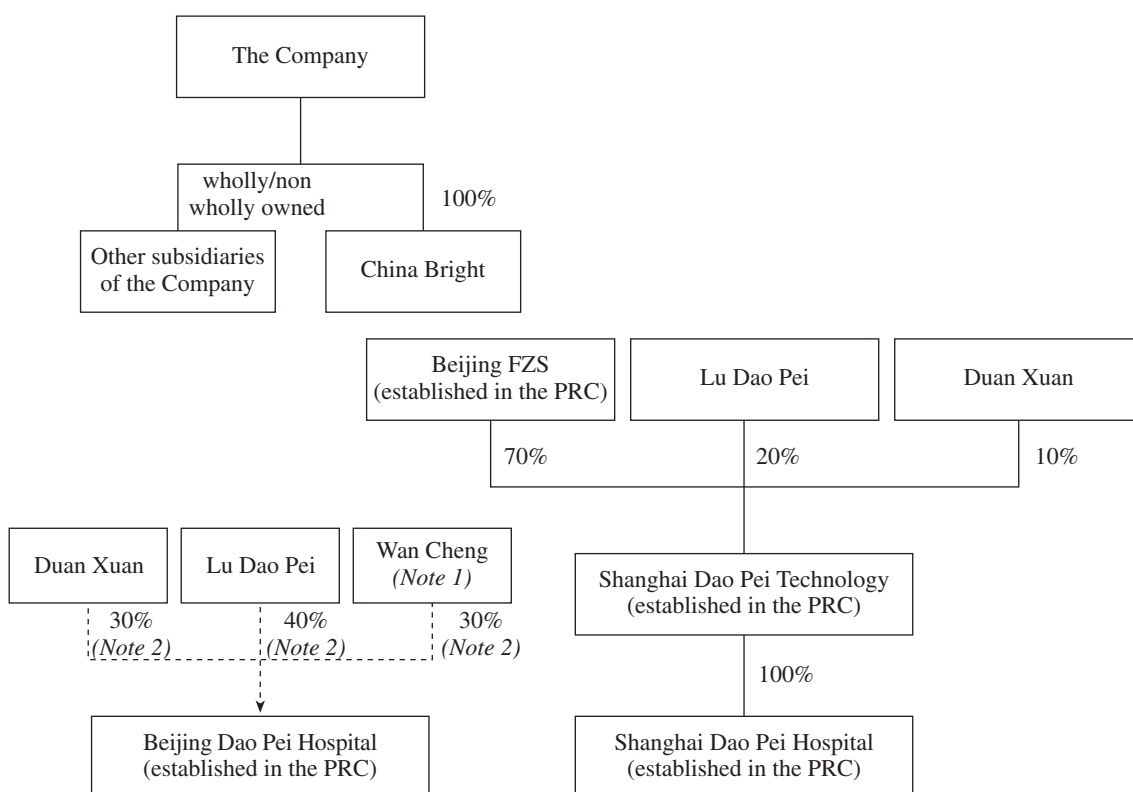 The Company
wholly/non
wholly owned
100%
Other subsidiaries
of the Company
China Bright
Beijing FZS
(established in the PRC)
Lu Dao Pei
Duan Xuan
70%
20%
10%
Duan Xuan
Lu Dao Pei
Wan Cheng
(Note 1)
Shanghai Dao Pei Technology
(established in the PRC)
30%
(Note 2)
40%
(Note 2)
30%
(Note 2)
100%
Beijing Dao Pei Hospital
(established in the PRC)
Shanghai Dao Pei Hospital
(established in the PRC)